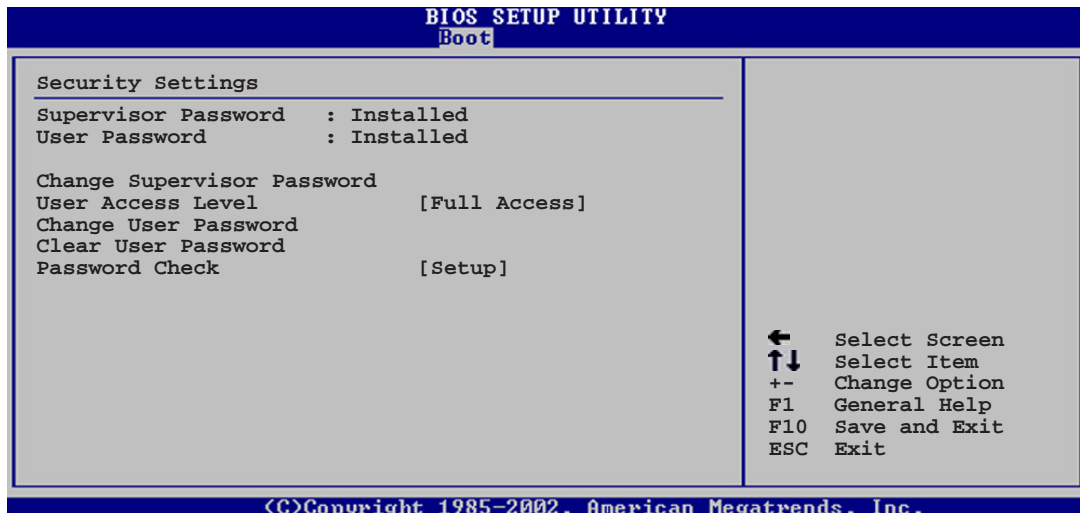 BIOS SETUP UTILITY
Boot
Security Settings
Supervisor Password : Installed
User Password : Installed
Change Supervisor Password
User Access Level [Full Access]
Change User Password
Clear User Password
Password Check [Setup]
← Select Screen
↑↓ Select Item
+- Change Option
F1 General Help
F10 Save and Exit
ESC Exit
(C)Copyright 1985-2002, American Megatrends, Inc.